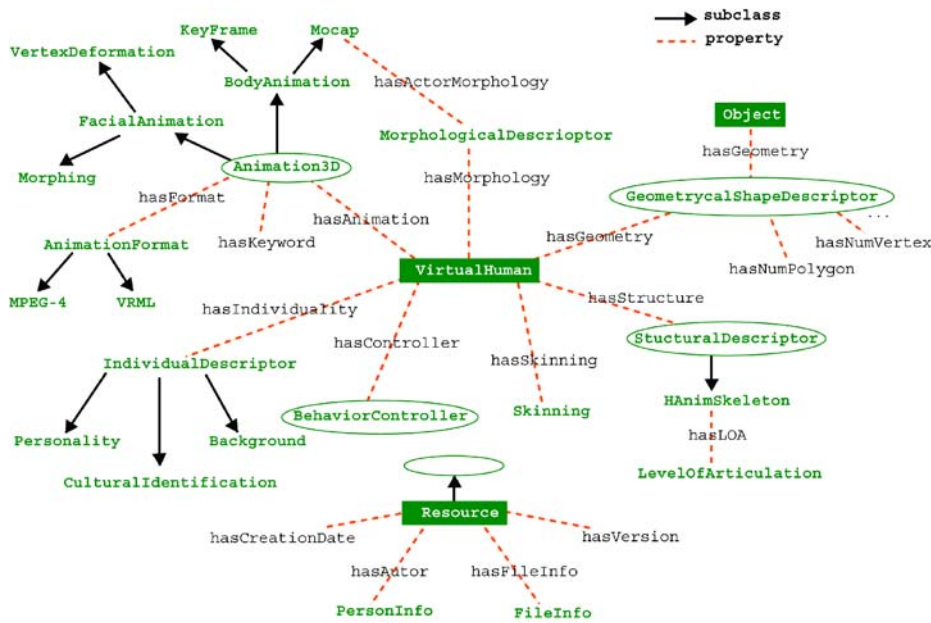 subclass
property
KeyFrame
Mocap
VertexDeformation
BodyAnimation
hasActorMorphology
FacialAnimation
Object
MorphologicalDescrioptor
hasGeometry
Animation3D
Morphing
hasMorphology
hasFormat
GeometrycalShapeDescriptor
...
hasAnimation
hasKeyword
hasGeometry
hasNumVertex
AnimationFormat
hasNumPolygon
VirtualHuman
MPEG-4
VRML
hasStructure
hasIndividuality
hasController
StucturalDescriptor
hasSkinning
IndividualDescriptor
HAnimSkeleton
BehaviorController
Skinning
Personality
Background
hasLOA
CulturalIdentification
LevelOfArticulation
Resource
hasCreationDate
hasVersion
hasAutor
hasFileInfo
PersonInfo
FileInfo